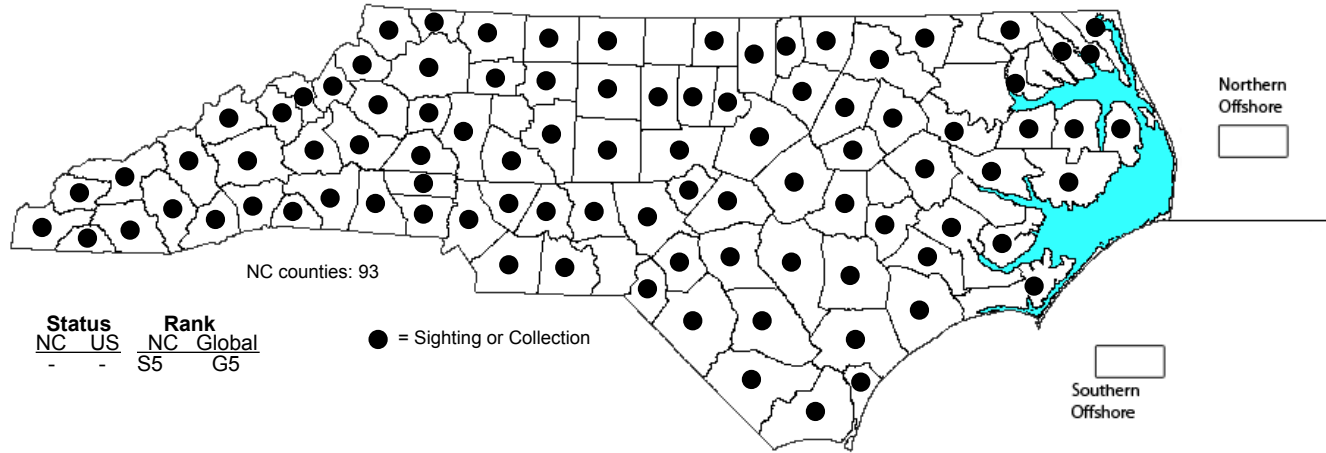 Northern
Offshore
NC counties: 93
Status Rank
NC US NC Global
- - S5 G5
= Sighting or Collection
Southern
Offshore